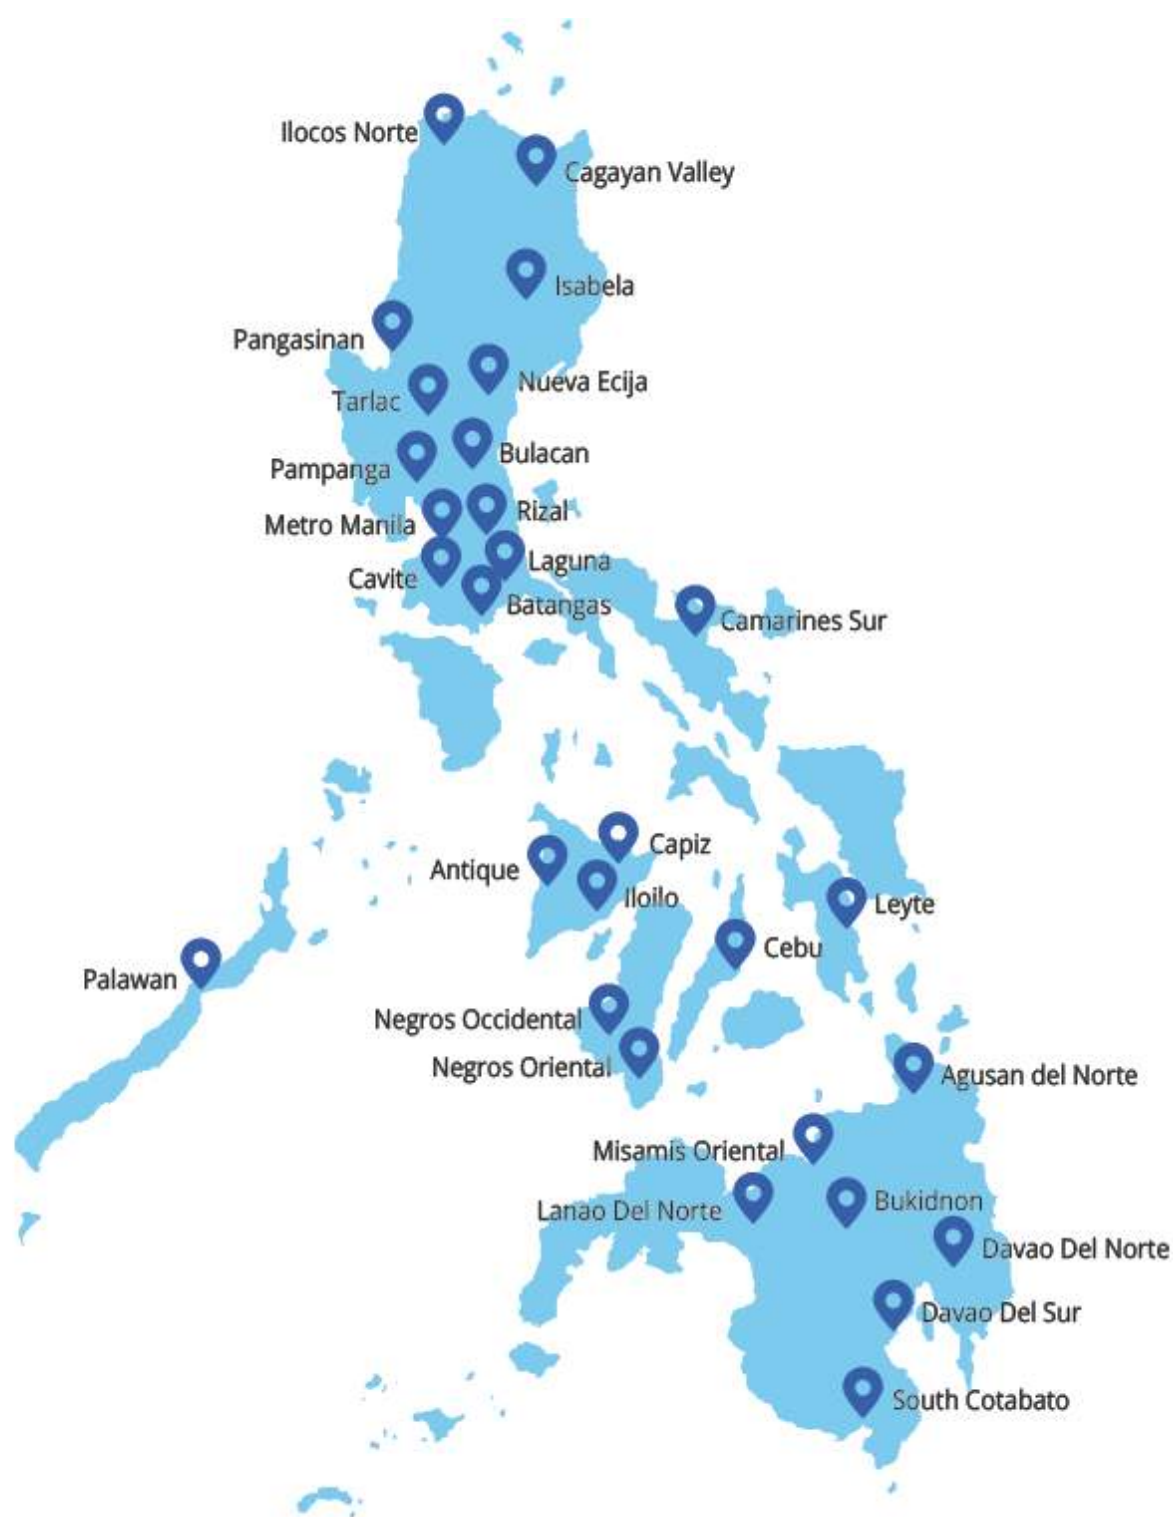 Ilocos Norte
Cagayan Valley
Isabela
Pangasinan
Nueva Ecija
Tarlac
Bulacan
Pampanga
Rizal
Metro Manila
Laguna
Cavite
Batangas
Camarines Sur
Capiz
Antique
Iloilo
Leyte
Cebu
Palawan
Negros Occidental
Negros Oriental
Agusan del Norte
Misamis Oriental
Bukidnon
Lanao Del Norte
Davao Del Norte
Davao Del Sur
South Cotabato